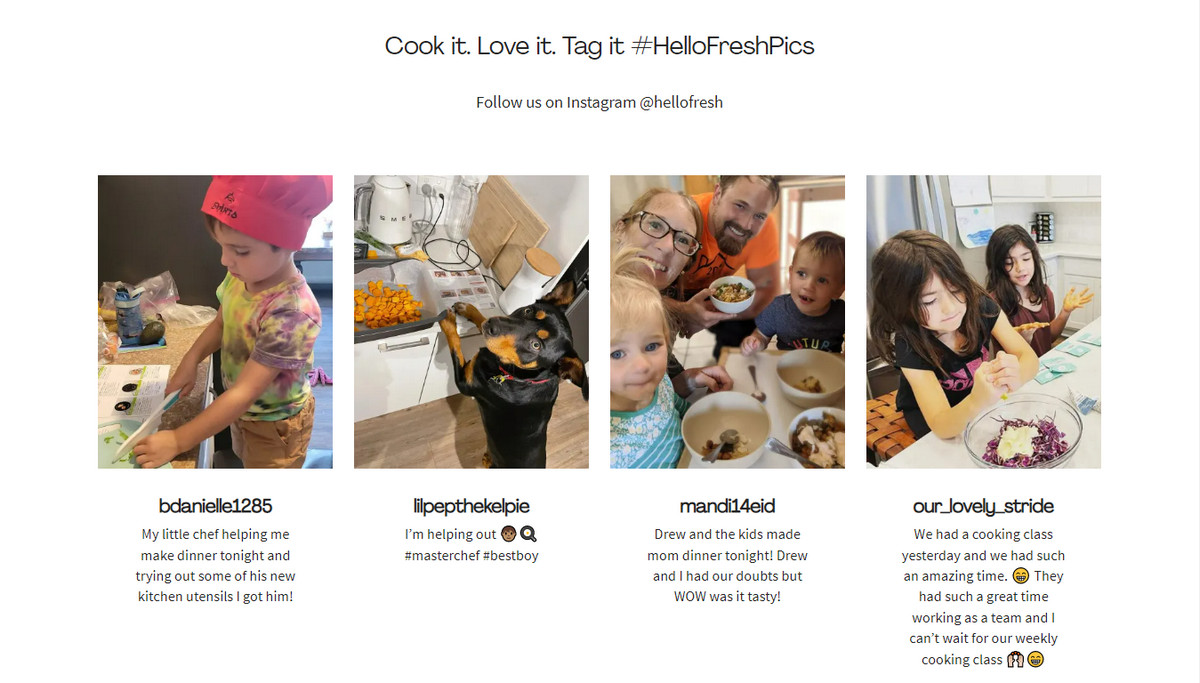 Cook it. Love it. Tag it #HelloFreshPics
Follow us on Instagram @hellofresh
SMEG
bdanielle1285
My little chef helping me
make dinner tonight and
trying out some of his new
kitchen utensils I got him!
lilpepthekelpie
I'm helping out 👨🏾🍳
#masterchef #bestboy
mandi14eid
Drew and the kids made
mom dinner tonight! Drew
and I had our doubts but
WOW was it tasty!
our_lovely_stride
We had a cooking class
yesterday and we had such
an amazing time. 😁 They
had such a great time
working as a team and I
can't wait for our weekly
cooking class 🙌🏻😁